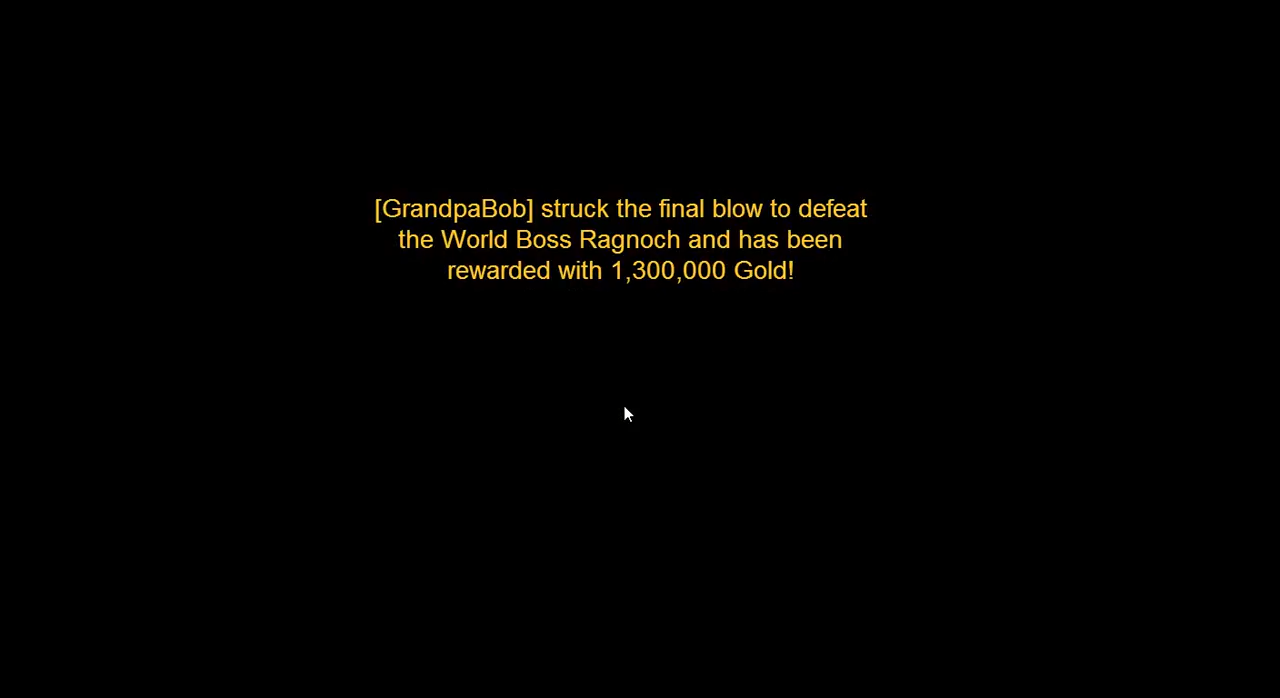 [GrandpaBob] struck the final blow to defeat
the World Boss Ragnoch and has been
rewarded with 1,300,000 Gold!